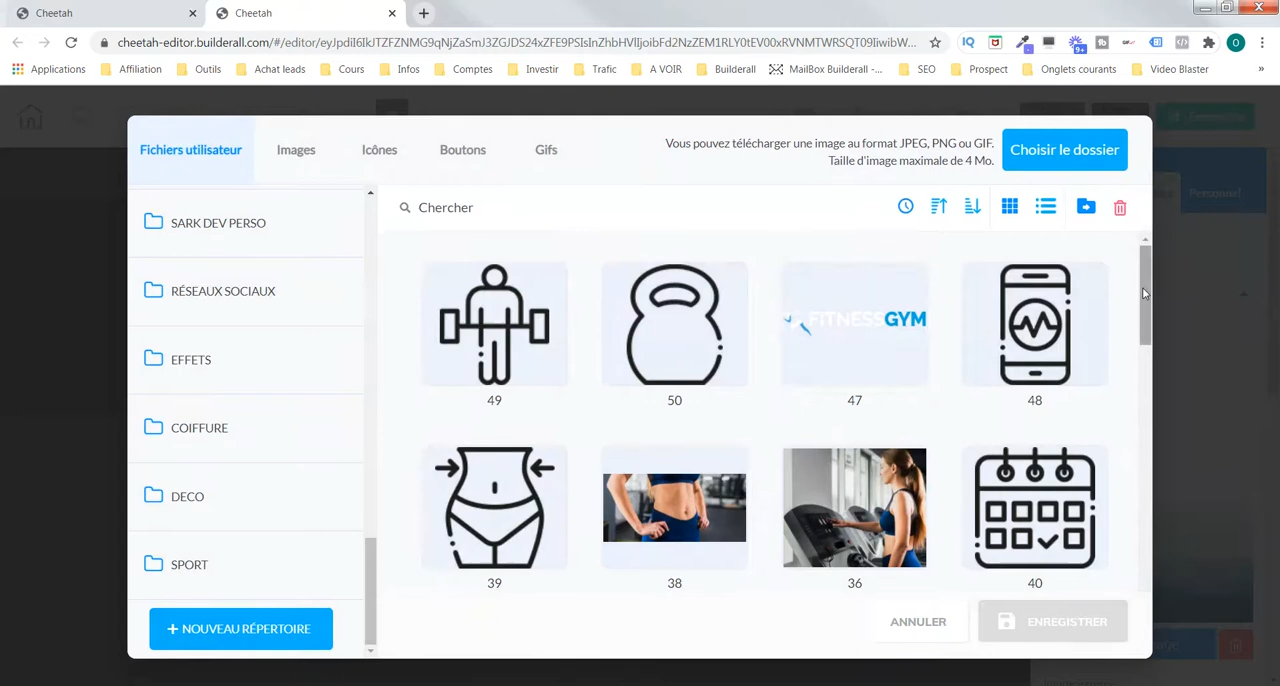 Cheetah
Cheetah
cheetah-editor.builderall.com/#/editor/eyJpdiI6IkJTZFZNMG9qNjZaSmJ3ZGJDS24xZFE9PSIsInZhbHVlIjoibFd2NzZEM1RLY0tEV00xRVNMTWRSQT09IiwibW...
Applications
Affiliation
Outils
Achat leads
Cours
Infos
Comptes
Investir
Trafic
A VOIR
Builderall
MailBox Builderall -...
SEO
Prospect
Onglets courants
Video Blaster
»
Fichiers utilisateur
Images
Icônes
Boutons
Gifs
Vous pouvez télécharger une image au format JPEG, PNG ou GIF.
Taille d'image maximale de 4 Mo.
Choisir le dossier
Personnel
Chercher
SARK DEV PERSO
RÉSEAUX SOCIAUX
EFFETS
COIFFURE
DECO
SPORT
+ NOUVEAU RÉPERTOIRE
FITNESSGYM
49
50
47
48
39
38
36
40
ANNULER
ENREGISTRER